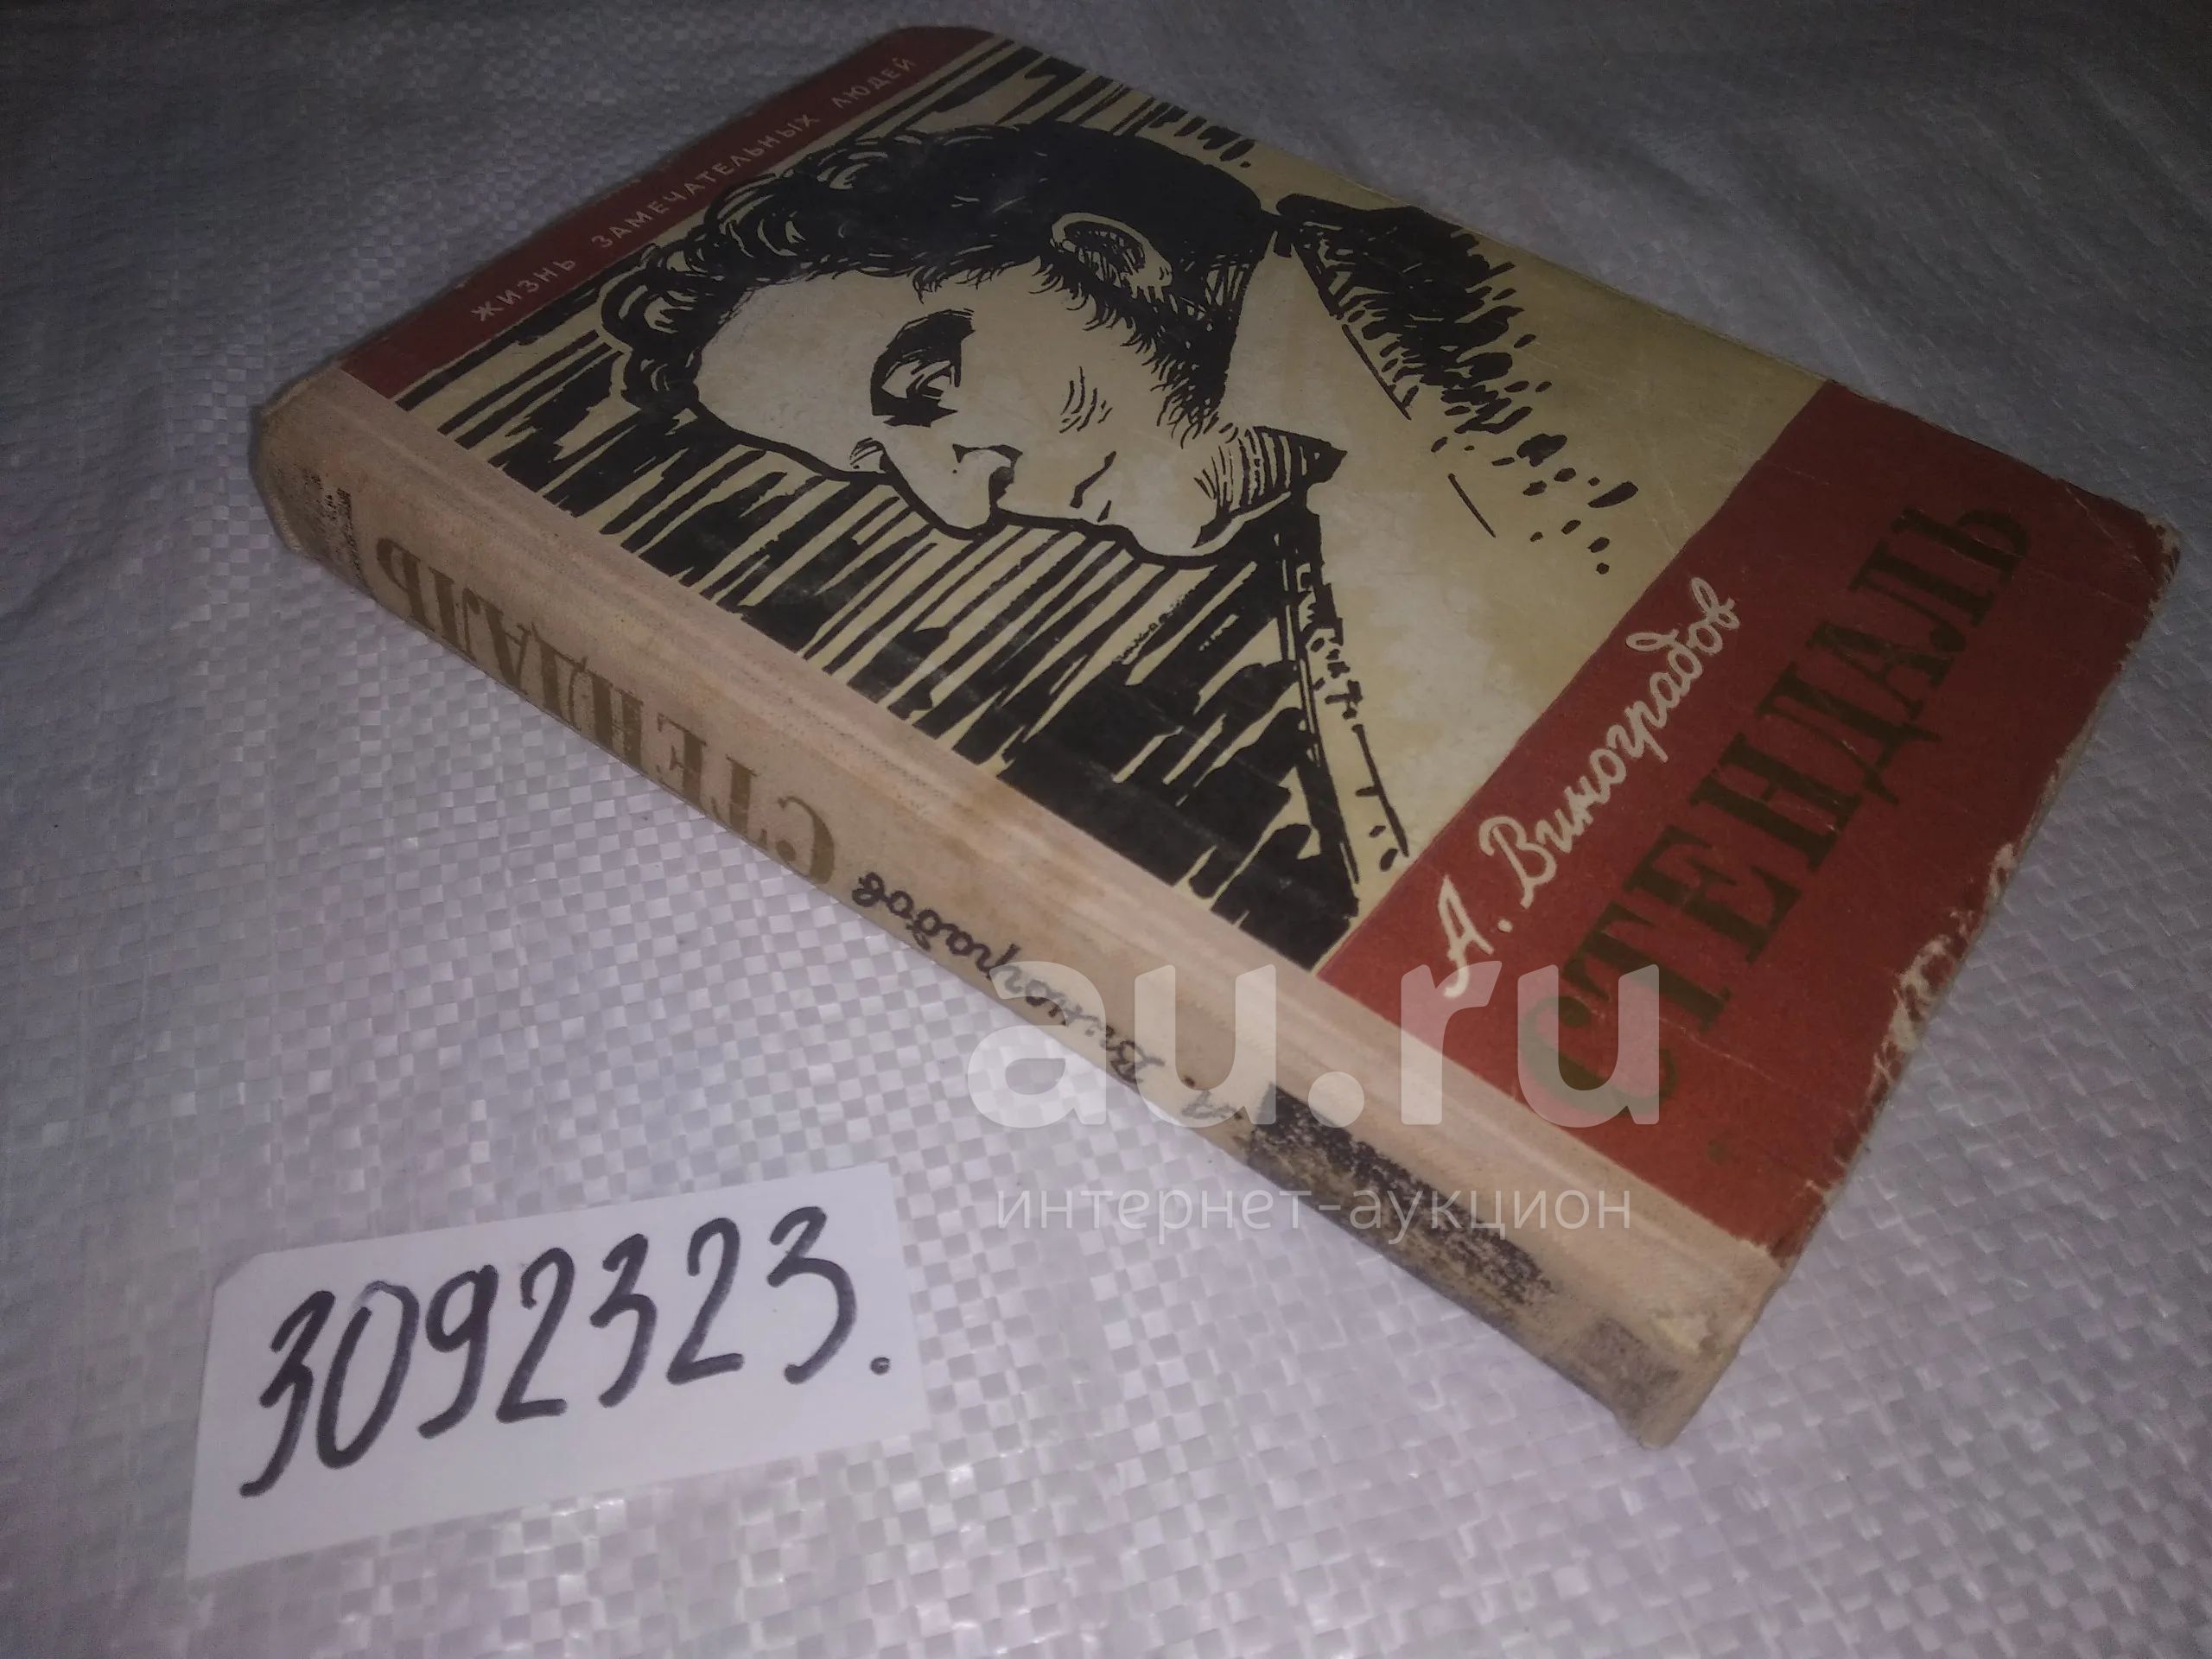 ЖИЗНЬ ЗАМЕЧАТЕЛЬНЫХ ЛЮДЕЙ
А. Виноградов
СТЕНДАЛЬ
А. Виноградов СТЕНДАЛЬ
au.ru
интернет-аукцион
3092323.